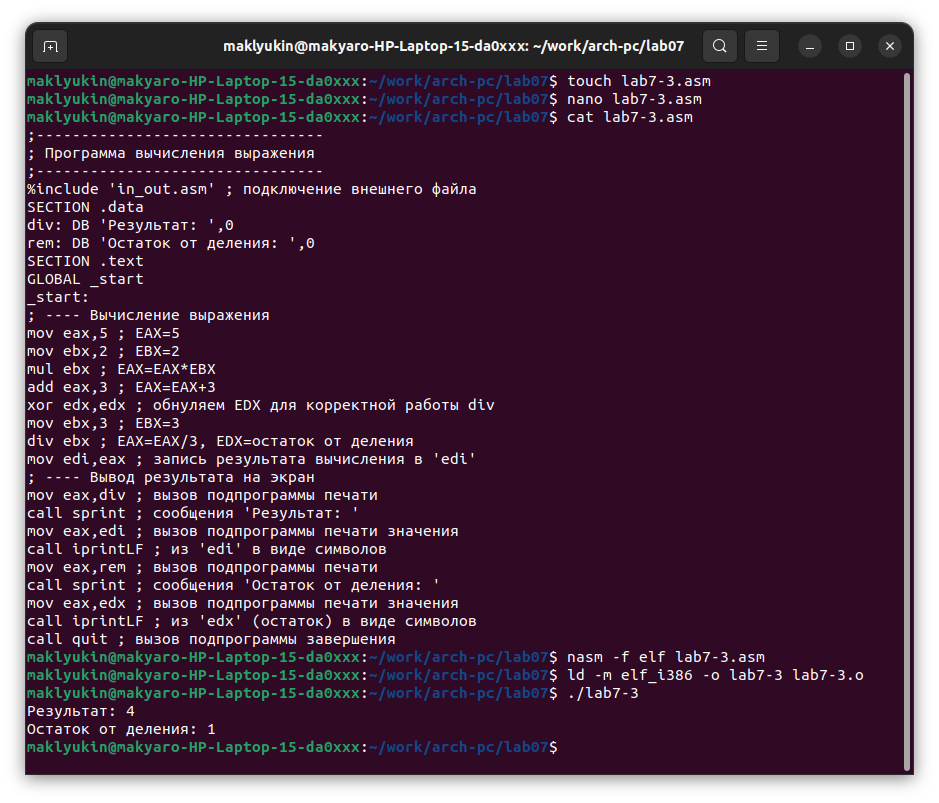 maklyukin@makyaro-HP-Laptop-15-da0xxx: ~/work/arch-pc/lab07
maklyukin@makyaro-HP-Laptop-15-da0xxx:~/work/arch-pc/lab07$ touch lab7-3.asm
maklyukin@makyaro-HP-Laptop-15-da0xxx:~/work/arch-pc/lab07$ nano lab7-3.asm
maklyukin@makyaro-HP-Laptop-15-da0xxx:~/work/arch-pc/lab07$ cat lab7-3.asm
;--------------------------------
; Программа вычисления выражения
;--------------------------------
%include 'in_out.asm' ; подключение внешнего файла
SECTION .data
div: DB 'Результат: ',0
rem: DB 'Остаток от деления: ',0
SECTION .text
GLOBAL _start
_start:
; ---- Вычисление выражения
mov eax,5 ; EAX=5
mov ebx,2 ; EBX=2
mul ebx ; EAX=EAX*EBX
add eax,3 ; EAX=EAX+3
xor edx,edx ; обнуляем EDX для корректной работы div
mov ebx,3 ; EBX=3
div ebx ; EAX=EAX/3, EDX=остаток от деления
mov edi,eax ; запись результата вычисления в 'edi'
; ---- Вывод результата на экран
mov eax,div ; вызов подпрограммы печати
call sprint ; сообщения 'Результат: '
mov eax,edi ; вызов подпрограммы печати значения
call iprintLF ; из 'edi' в виде символов
mov eax,rem ; вызов подпрограммы печати
call sprint ; сообщения 'Остаток от деления: '
mov eax,edx ; вызов подпрограммы печати значения
call iprintLF ; из 'edx' (остаток) в виде символов
call quit ; вызов подпрограммы завершения
maklyukin@makyaro-HP-Laptop-15-da0xxx:~/work/arch-pc/lab07$ nasm -f elf lab7-3.asm
maklyukin@makyaro-HP-Laptop-15-da0xxx:~/work/arch-pc/lab07$ ld -m elf_i386 -o lab7-3 lab7-3.o
maklyukin@makyaro-HP-Laptop-15-da0xxx:~/work/arch-pc/lab07$ ./lab7-3
Результат: 4
Остаток от деления: 1
maklyukin@makyaro-HP-Laptop-15-da0xxx:~/work/arch-pc/lab07$